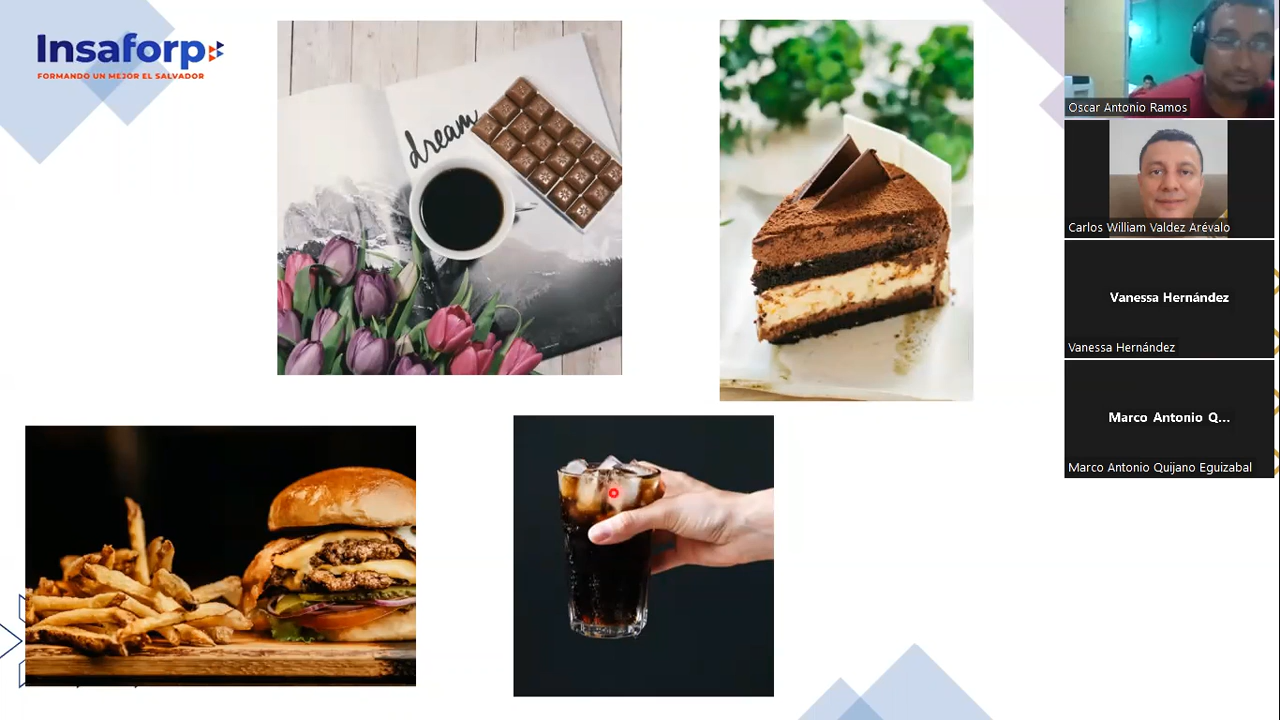 Insaforp
FORMANDO UN MEJOR EL SALVADOR
dream
Oscar Antonio Ramos
Carlos William Valdez Arévalo
Vanessa Hernández
Vanessa Hernández
Marco Antonio Q...
Marco Antonio Quijano Eguizabal